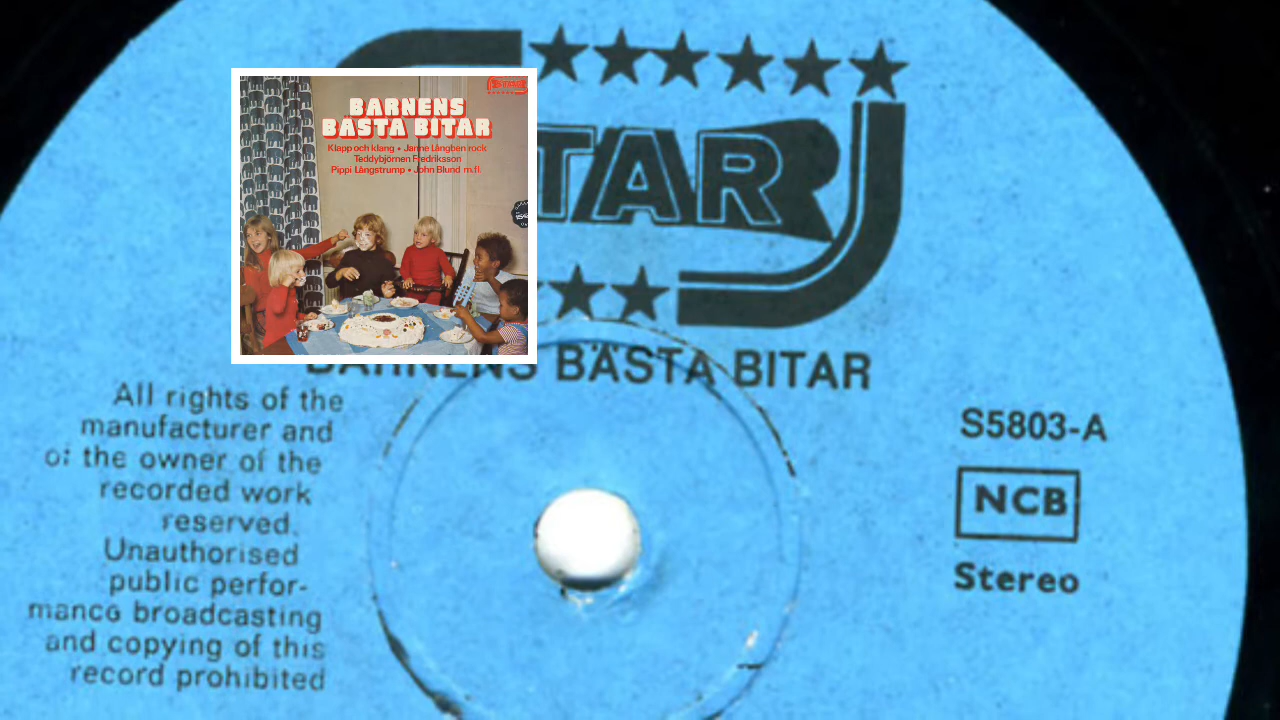 BARNENS
BÄSTA BITAR
Klapp och klang • Janne Långben rock
Teddybjörnen Fredriksson
Pippi Långstrump • John Blund m.fl.
TAR
BARNENS BÄSTA BITAR
All rights of the
manufacturer and
of the owner of the
recorded work
reserved.
Unauthorised
public perfor-
mance broadcasting
and copying of this
record prohibited
S5803-A
NCB
Stereo